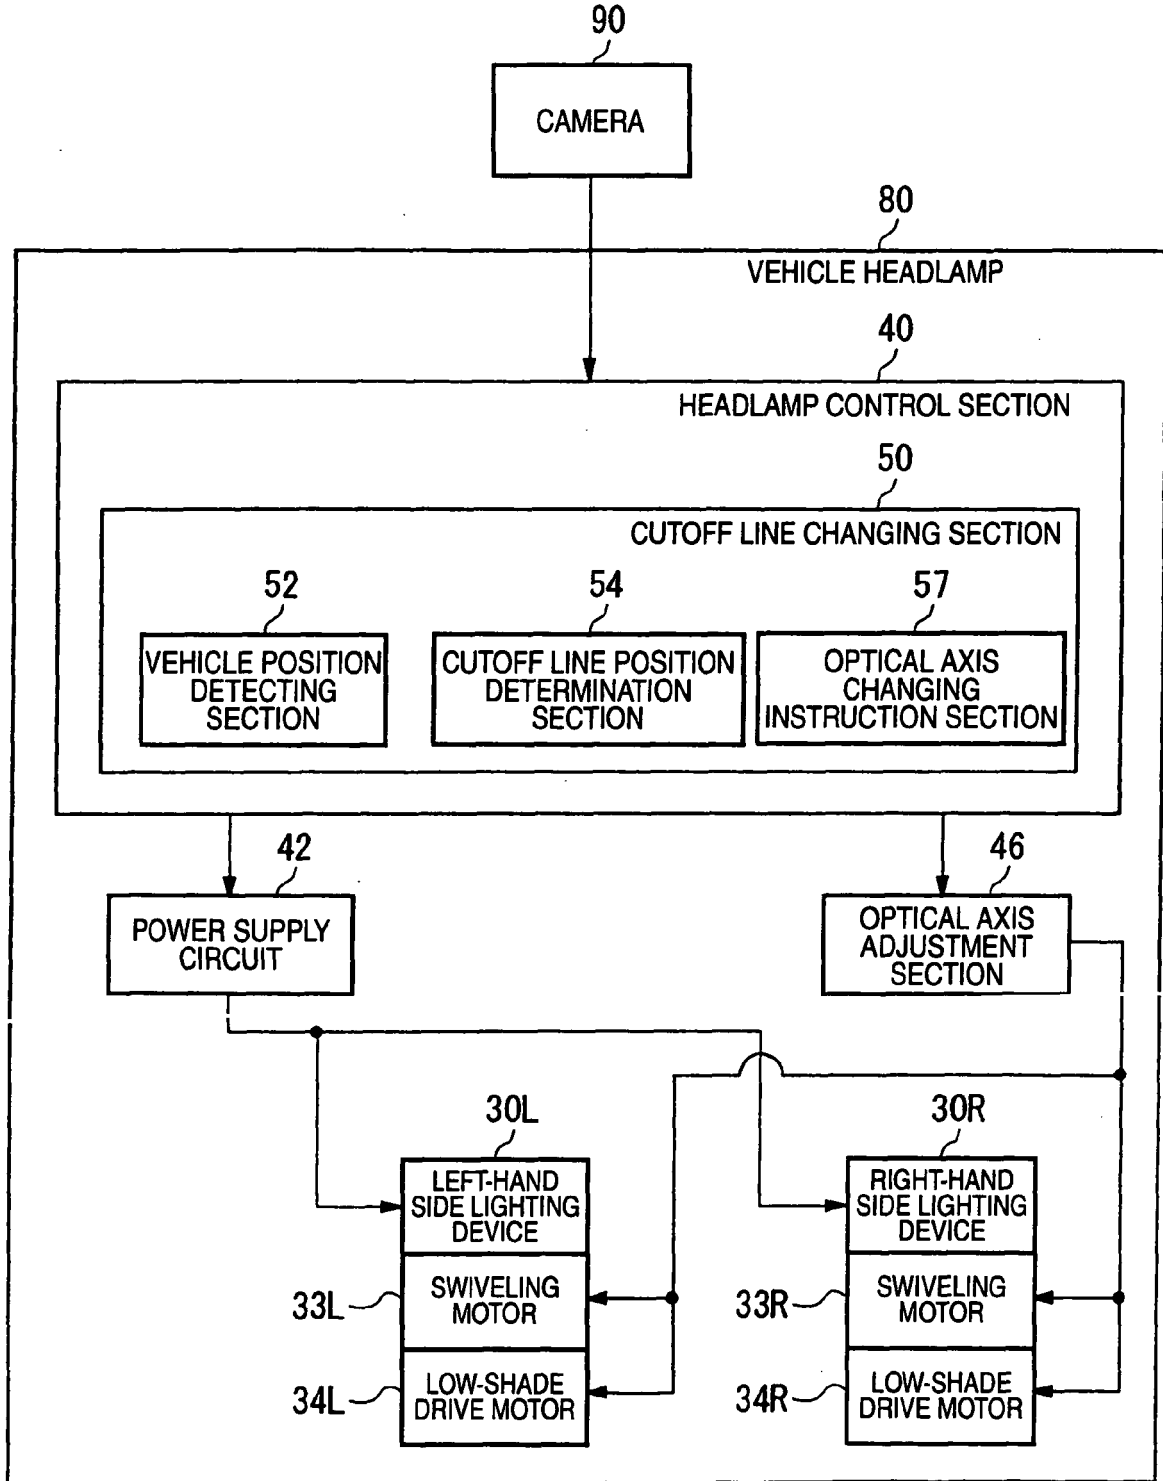 90
CAMERA
80
VEHICLE HEADLAMP
40
HEADLAMP CONTROL SECTION
50
CUTOFF LINE CHANGING SECTION
52
VEHICLE POSITION
DETECTING
SECTION
54
CUTOFF LINE POSITION
DETERMINATION
SECTION
57
OPTICAL AXIS
CHANGING
INSTRUCTION SECTION
42
POWER SUPPLY
CIRCUIT
46
OPTICAL AXIS
ADJUSTMENT
SECTION
30L
LEFT-HAND
SIDE LIGHTING
DEVICE
33L
SWIVELING
MOTOR
34L
LOW-SHADE
DRIVE MOTOR
30R
RIGHT-HAND
SIDE LIGHTING
DEVICE
33R
SWIVELING
MOTOR
34R
LOW-SHADE
DRIVE MOTOR